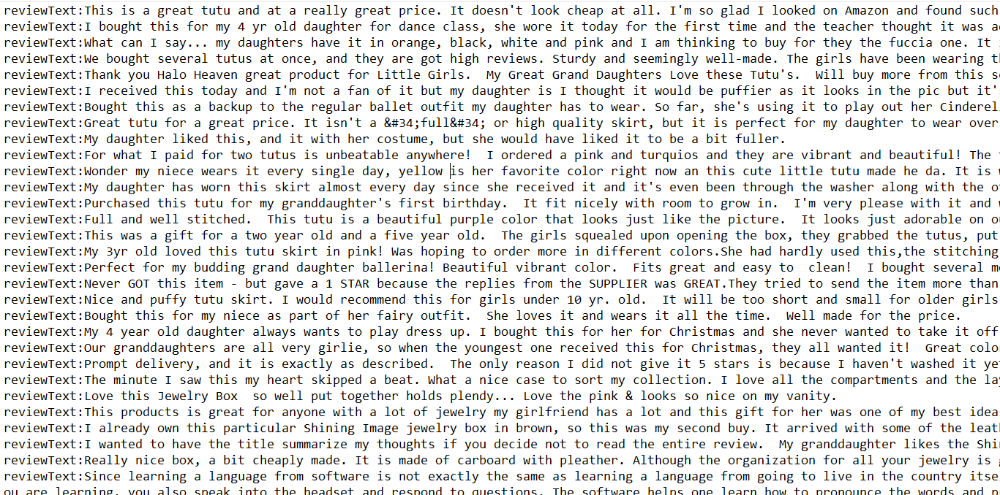 reviewText:This is a great tutu and at a really great price. It doesn't look cheap at all. I'm so glad I looked on Amazon and found such
reviewText:I bought this for my 4 yr old daughter for dance class, she wore it today for the first time and the teacher thought it was
reviewText:What can I say... my daughters have it in orange, black, white and pink and I am thinking to buy for they the fuccia one. It
reviewText:We bought several tutus at once, and they are got high reviews. Sturdy and seemingly well-made. The girls have been wearing
reviewText:Thank you Halo Heaven great product for Little Girls.  My Great Grand Daughters Love these Tutu's.  Will buy more from this
reviewText:I received this today and I'm not a fan of it but my daughter is I thought it would be puffier as it looks in the pic but it'
reviewText:Bought this as a backup to the regular ballet outfit my daughter has to wear. So far, she's using it to play out her Cinderel
reviewText:Great tutu for a great price. It isn't a &#34;full&#34; or high quality skirt, but it is perfect for my daughter to wear over
reviewText:My daughter liked this, and it with her costume, but she would have liked it to be a bit fuller.
reviewText:For what I paid for two tutus is unbeatable anywhere!  I ordered a pink and turquios and they are vibrant and beautiful! The
reviewText:Wonder my niece wears it every single day, yellow is her favorite color right now an this cute little tutu made he da. It is
reviewText:My daughter has worn this skirt almost every day since she received it and it's even been through the washer along with the
reviewText:Purchased this tutu for my granddaughter's first birthday.  It fit nicely with room to grow in.  I'm very please with it and
reviewText:Full and well stitched.  This tutu is a beautiful purple color that looks just like the picture.  It looks just adorable on
reviewText:This was a gift for a two year old and a five year old.  The girls squealed upon opening the box, they grabbed the tutus, put
reviewText:My 3yr old loved this tutu skirt in pink! Was hoping to order more in different colors.She had hardly used this,the stitching
reviewText:Perfect for my budding grand daughter ballerina! Beautiful vibrant color.  Fits great and easy to  clean!  I bought several
reviewText:Never GOT this item - but gave a 1 STAR because the replies from the SUPPLIER was GREAT.They tried to send the item more than
reviewText:Nice and puffy tutu skirt. I would recommend this for girls under 10 yr. old.  It will be too short and small for older girls
reviewText:Bought this for my niece as part of her fairy outfit.  She loves it and wears it all the time.  Well made for the price.
reviewText:My 4 year old daughter always wants to play dress up. I bought this for her for Christmas and she never wanted to take it off
reviewText:Our granddaughters are all very girlie, so when the youngest one received this for Christmas, they all wanted it!  Great colo
reviewText:Prompt delivery, and it is exactly as described.  The only reason I did not give it 5 stars is because I haven't washed it ye
reviewText:The minute I saw this my heart skipped a beat. What a nice case to sort my collection. I love all the compartments and the la
reviewText:Love this Jewelry Box  so well put together holds plendy... Love the pink & looks so nice on my vanity.
reviewText:This products is great for anyone with a lot of jewelry my girlfriend has a lot and this gift for her was one of my best idea
reviewText:I already own this particular Shining Image jewelry box in brown, so this was my second buy. It arrived with some of the leat
reviewText:I wanted to have the title summarize my thoughts if you decide not to read the entire review.  My granddaughter likes the Shi
reviewText:Really nice box, a bit cheaply made. It is made of carboard with pleather. Although the organization for all your jewelry is
reviewText:Since learning a language from software is not exactly the same as learning a language from going to live in the country itse
ou are learning, you also speak into the headset and respond to questions. The software helps one learn how to pronounce the words and